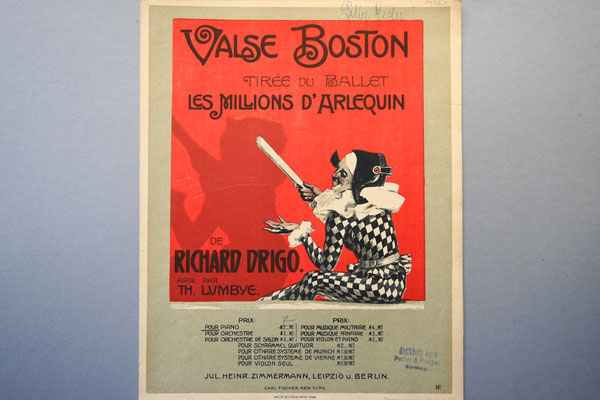 VALSE BOSTON
TIRÉE DU BALLET
LES MILLIONS D'ARLEQUIN
DE
RICHARD DRIGO.
ARR. PAR
TH. LUMBYE.
PRIX: PRIX:
POUR PIANO POUR MUSIQUE MILITAIRE
POUR ORCHESTRE POUR MUSIQUE FANFARE
POUR ORCHESTRE DE SALON POUR VIOLON ET PIANO
POUR SCHRAMMEL QUATUOR
POUR CITHARE SYSTEME DE MUNICH
POUR CITHARE SYSTEME DE VIENNE
POUR VIOLON SEUL
JUL. HEINR. ZIMMERMANN, LEIPZIG u. BERLIN.
CARL FISCHER NEW-YORK.